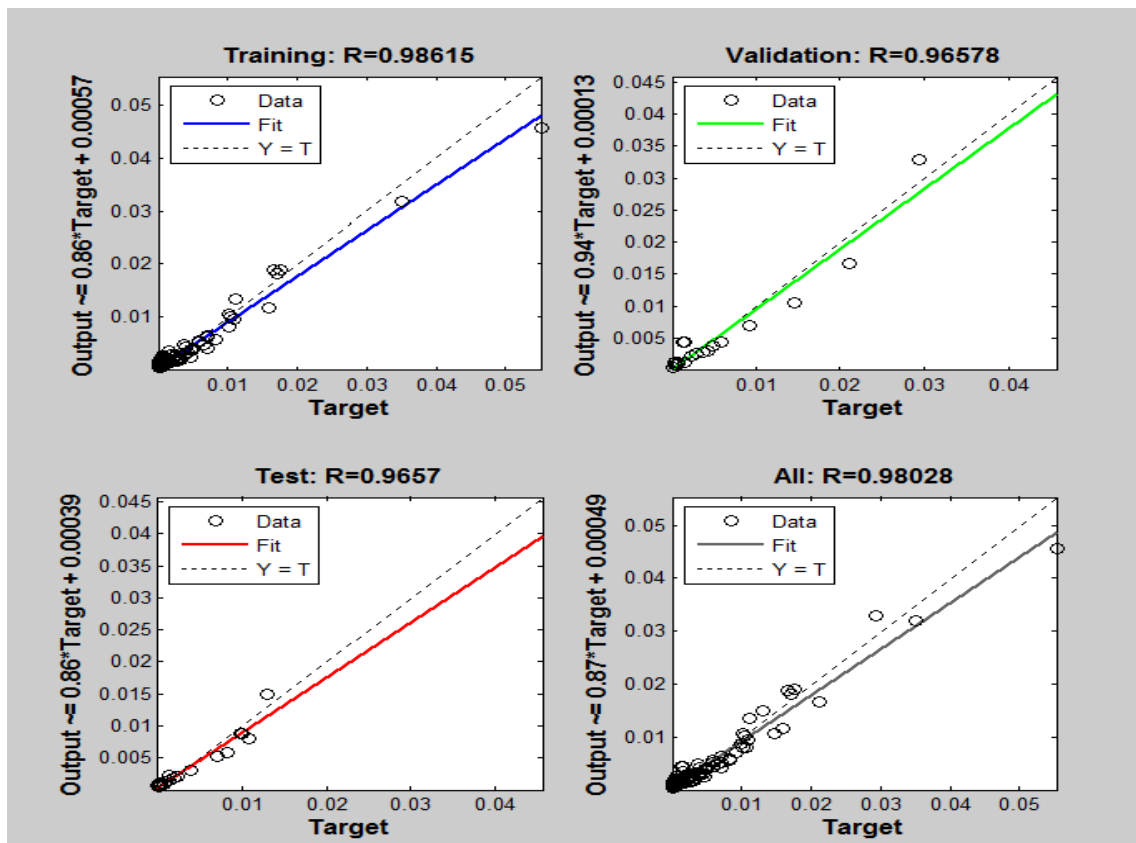 Training: R=0.98615
Output ~= 0.86*Target + 0.00057
0.05
0.04
0.03
0.02
0.01
Data
Fit
Y = T
0.01 0.02 0.03 0.04 0.05
Target
Validation: R=0.96578
Output ~= 0.94*Target + 0.00013
0.045
0.04
0.035
0.03
0.025
0.02
0.015
0.01
0.005
Data
Fit
Y = T
0.01 0.02 0.03 0.04
Target
Test: R=0.9657
Output ~= 0.86*Target + 0.00039
0.045
0.04
0.035
0.03
0.025
0.02
0.015
0.01
0.005
Data
Fit
Y = T
0.01 0.02 0.03 0.04
Target
All: R=0.98028
Output ~= 0.87*Target + 0.00049
0.05
0.04
0.03
0.02
0.01
Data
Fit
Y = T
0.01 0.02 0.03 0.04 0.05
Target